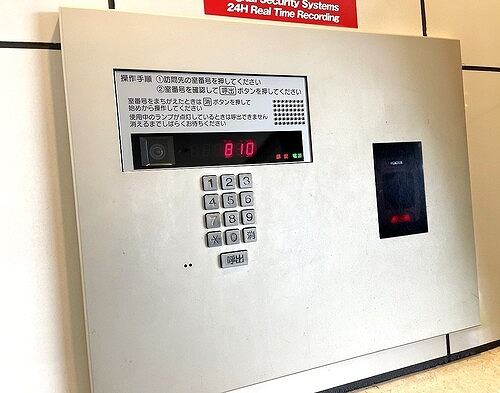 Digital Security Systems
24H Real Time Recording
操作手順 ①訪問先の室番号を押してください
②室番号を確認して 呼出 ボタンを押してください
室番号をまちがえたときは 消 ボタンを押して
始めから操作してください
使用中のランプが点灯しているときは呼出できません
消えるまでしばらくお待ちください
810
1 2 3
4 5 6
7 8 9
* 0 消
呼出